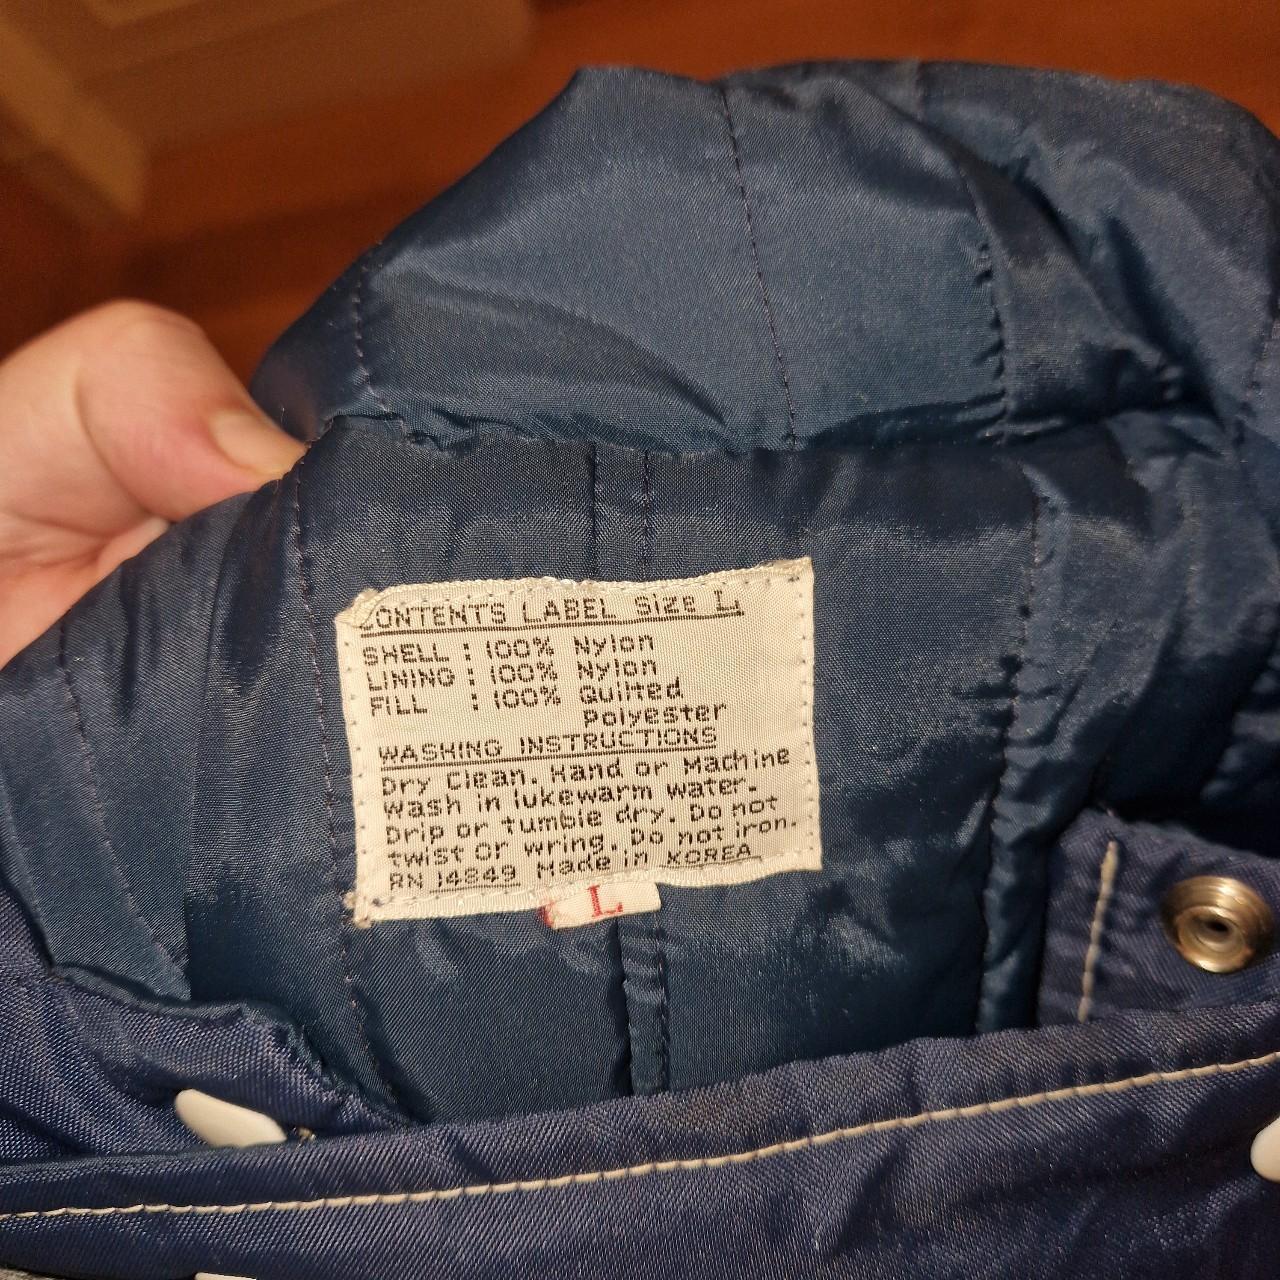 CONTENTS LABEL Size L
SHELL : 100% Nylon
LINING : 100% Nylon
FILL : 100% Quilted
Polyester
WASHING INSTRUCTIONS
Dry Clean. Hand or Machine
wash in lukewarm water.
Drip or tumble dry. Do not
twist or wring. Do not iron.
RN 14849 Made in KOREA
L